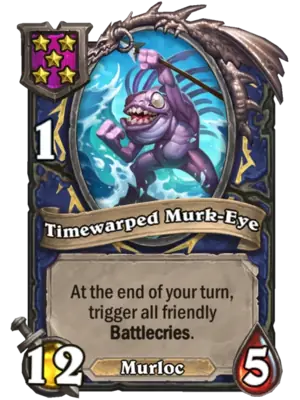 1
Timewarped Murk-Eye
At the end of your turn,
trigger all friendly
Battlecries.
12
Murloc
5